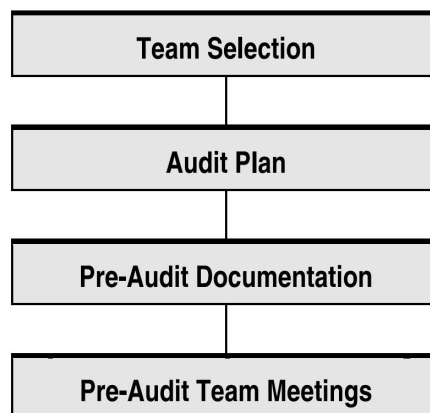 Team Selection
Audit Plan
Pre-Audit Documentation
Pre-Audit Team Meetings